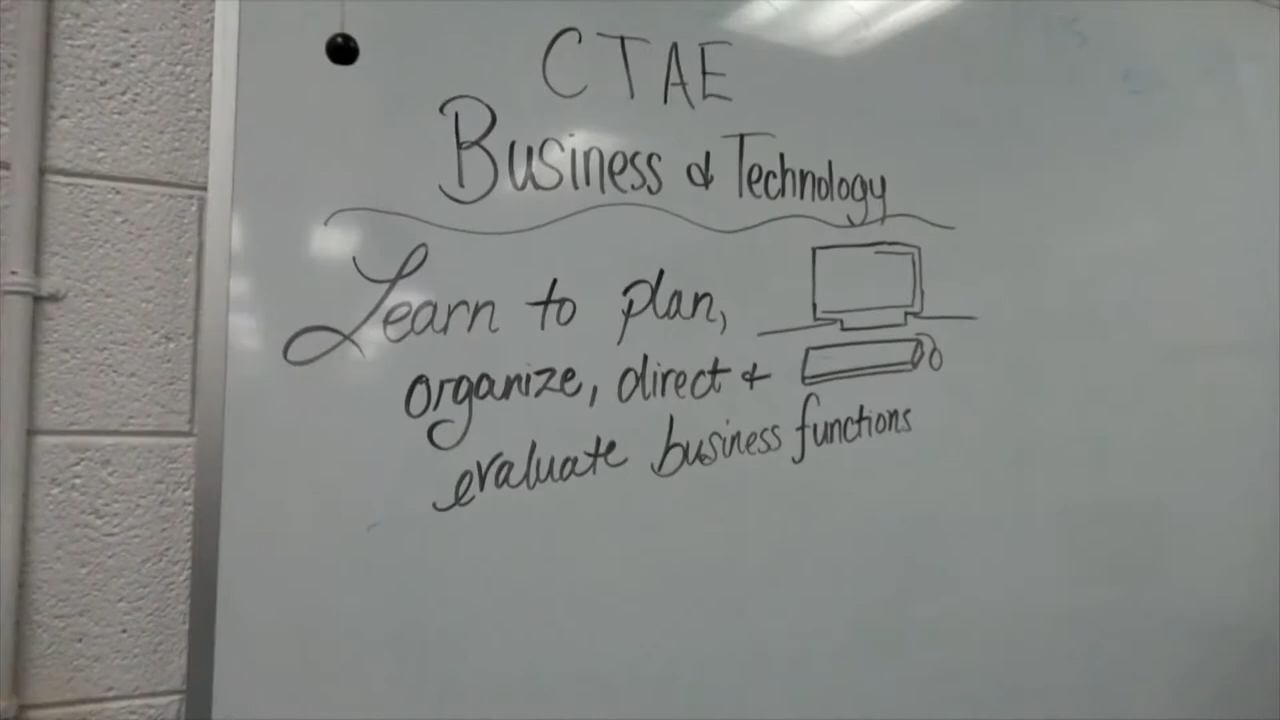 CTAE
Business & Technology
Learn to plan,
organize, direct +
evaluate business functions